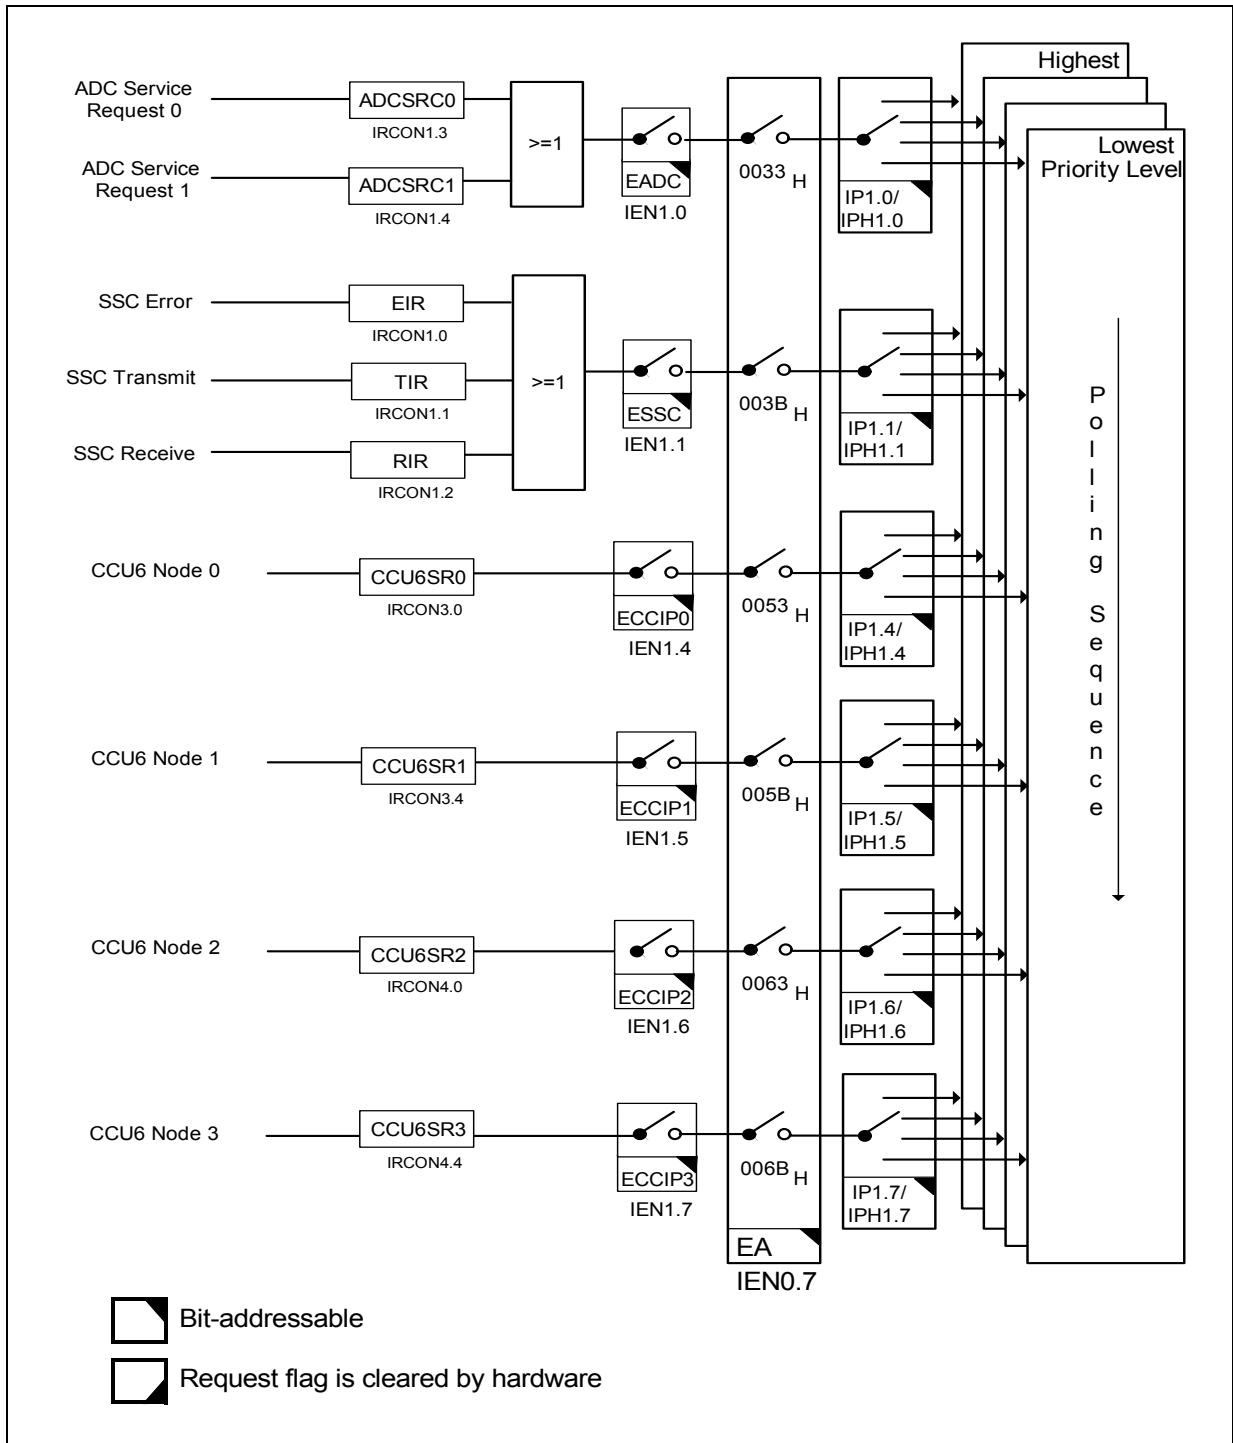 Highest
Lowest
Priority Level
ADC Service
Request 0
ADCSRC0
IRCON1.3
ADC Service
Request 1
ADCSRC1
IRCON1.4
>=1
EADC
IEN1.0
0033 H
IP1.0/
IPH1.0
SSC Error
EIR
IRCON1.0
SSC Transmit
TIR
IRCON1.1
SSC Receive
RIR
IRCON1.2
>=1
ESSC
IEN1.1
003B H
IP1.1/
IPH1.1
Polling Sequence
CCU6 Node 0
CCU6SR0
IRCON3.0
ECCIP0
IEN1.4
0053 H
IP1.4/
IPH1.4
CCU6 Node 1
CCU6SR1
IRCON3.4
ECCIP1
IEN1.5
005B H
IP1.5/
IPH1.5
CCU6 Node 2
CCU6SR2
IRCON4.0
ECCIP2
IEN1.6
0063 H
IP1.6/
IPH1.6
CCU6 Node 3
CCU6SR3
IRCON4.4
ECCIP3
IEN1.7
006B H
IP1.7/
IPH1.7
EA
IEN0.7
Bit-addressable
Request flag is cleared by hardware